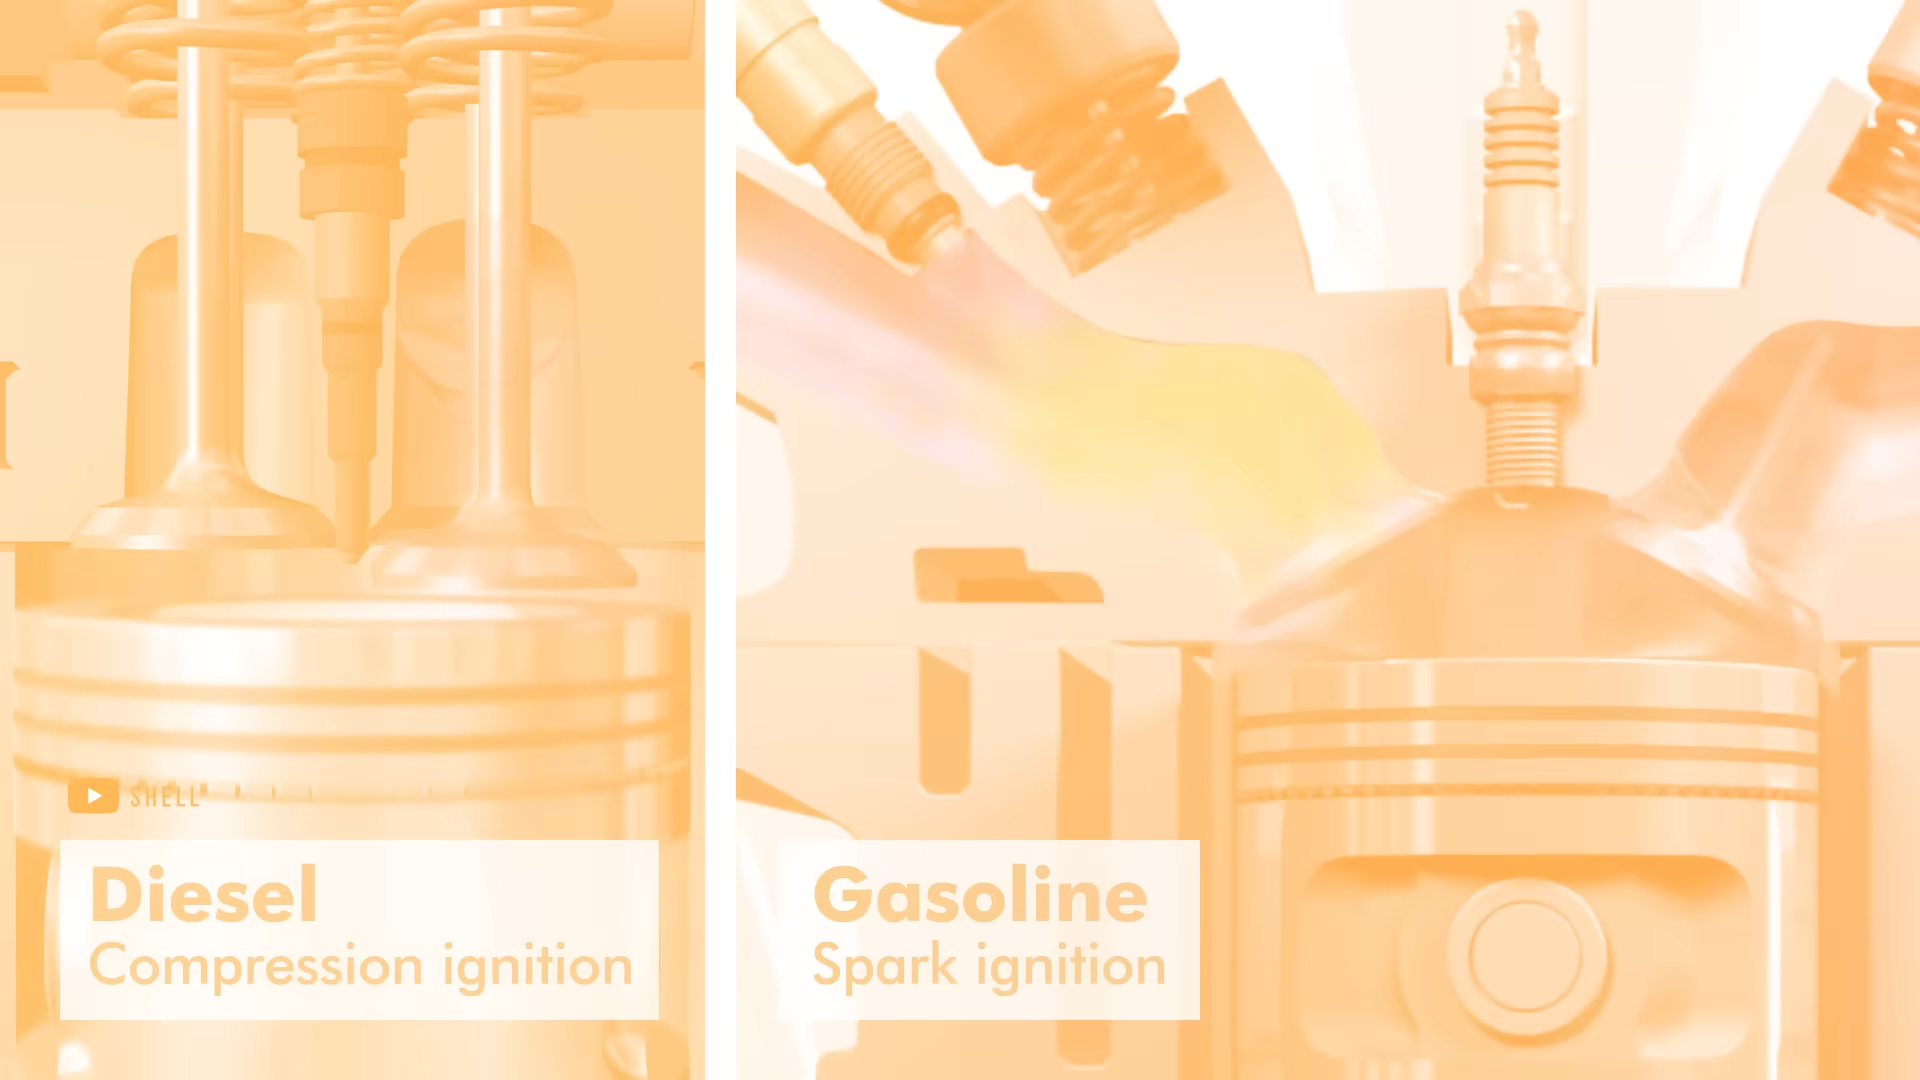 SHELL
Diesel
Compression ignition
Gasoline
Spark ignition